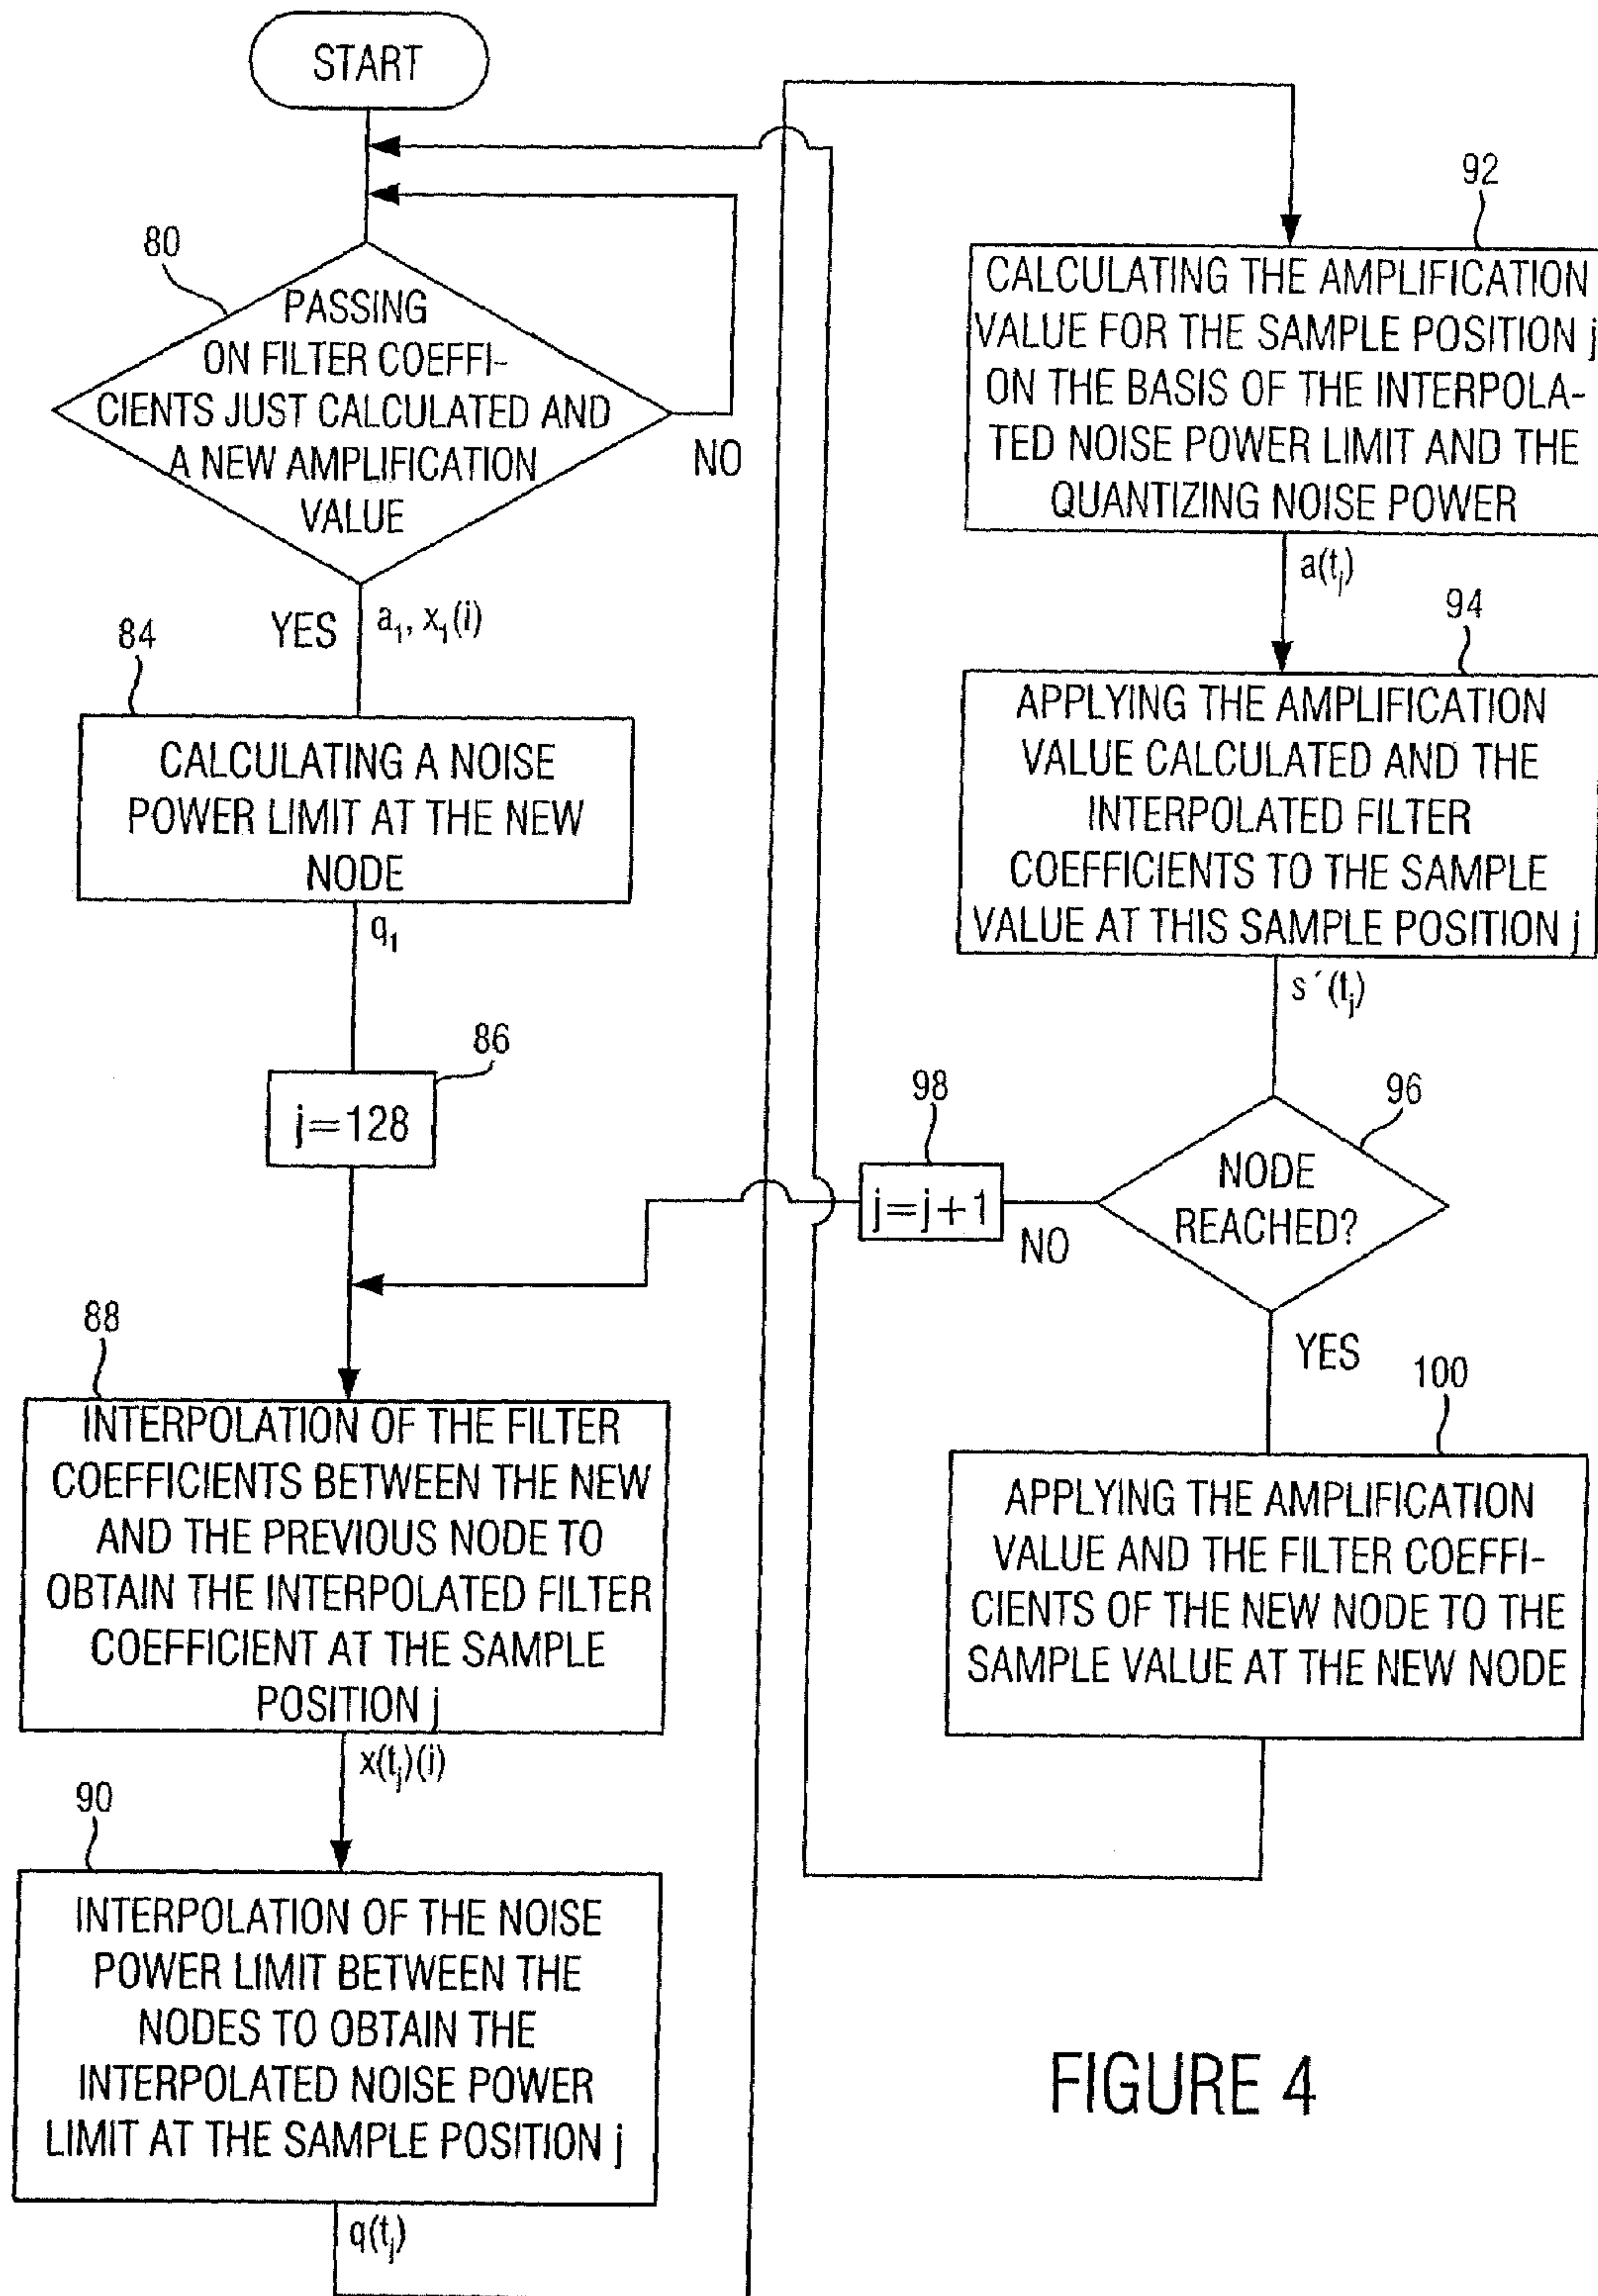 START
80
PASSING
ON FILTER COEFFI-
CIENTS JUST CALCULATED AND
A NEW AMPLIFICATION
VALUE
NO
YES
a₁, x₁(i)
84
CALCULATING A NOISE
POWER LIMIT AT THE NEW
NODE
q₁
86
j=128
88
INTERPOLATION OF THE FILTER
COEFFICIENTS BETWEEN THE NEW
AND THE PREVIOUS NODE TO
OBTAIN THE INTERPOLATED FILTER
COEFFICIENT AT THE SAMPLE
POSITION j
x(tⱼ)(i)
90
INTERPOLATION OF THE NOISE
POWER LIMIT BETWEEN THE
NODES TO OBTAIN THE
INTERPOLATED NOISE POWER
LIMIT AT THE SAMPLE POSITION j
q(tⱼ)
92
CALCULATING THE AMPLIFICATION
VALUE FOR THE SAMPLE POSITION j
ON THE BASIS OF THE INTERPOLA-
TED NOISE POWER LIMIT AND THE
QUANTIZING NOISE POWER
a(tⱼ)
94
APPLYING THE AMPLIFICATION
VALUE CALCULATED AND THE
INTERPOLATED FILTER
COEFFICIENTS TO THE SAMPLE
VALUE AT THIS SAMPLE POSITION j
s´(tⱼ)
96
NODE
REACHED?
98
j=j+1
NO
YES
100
APPLYING THE AMPLIFICATION
VALUE AND THE FILTER COEFFI-
CIENTS OF THE NEW NODE TO THE
SAMPLE VALUE AT THE NEW NODE
FIGURE 4